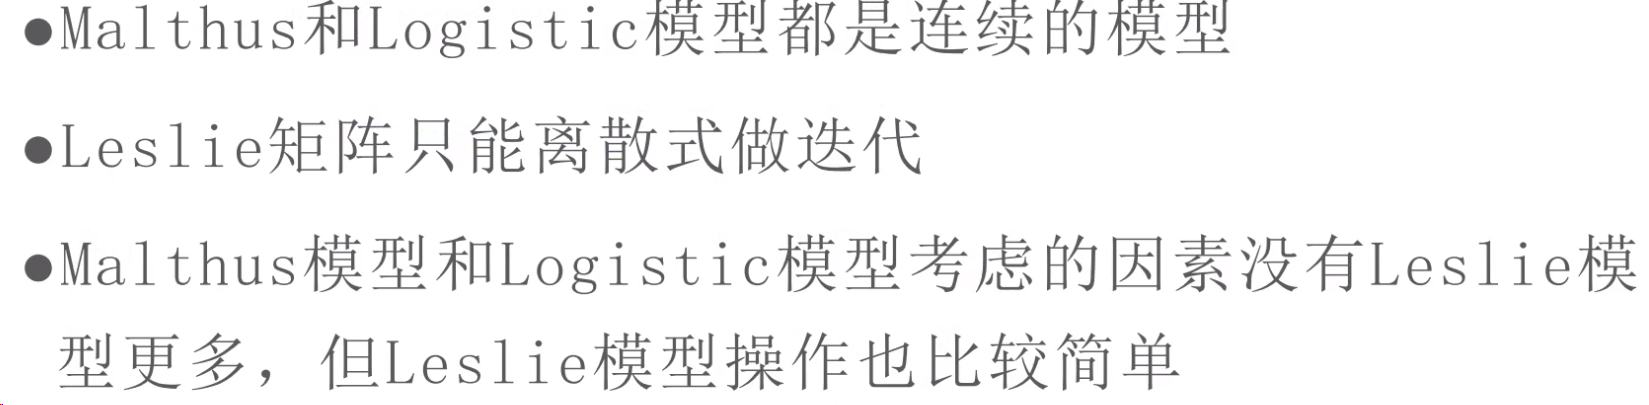 ●Malthus和Logistic模型都是连续的模型
●Leslie矩阵只能离散式做迭代
●Malthus模型和Logistic模型考虑的因素没有Leslie模
型更多，但Leslie模型操作也比较简单